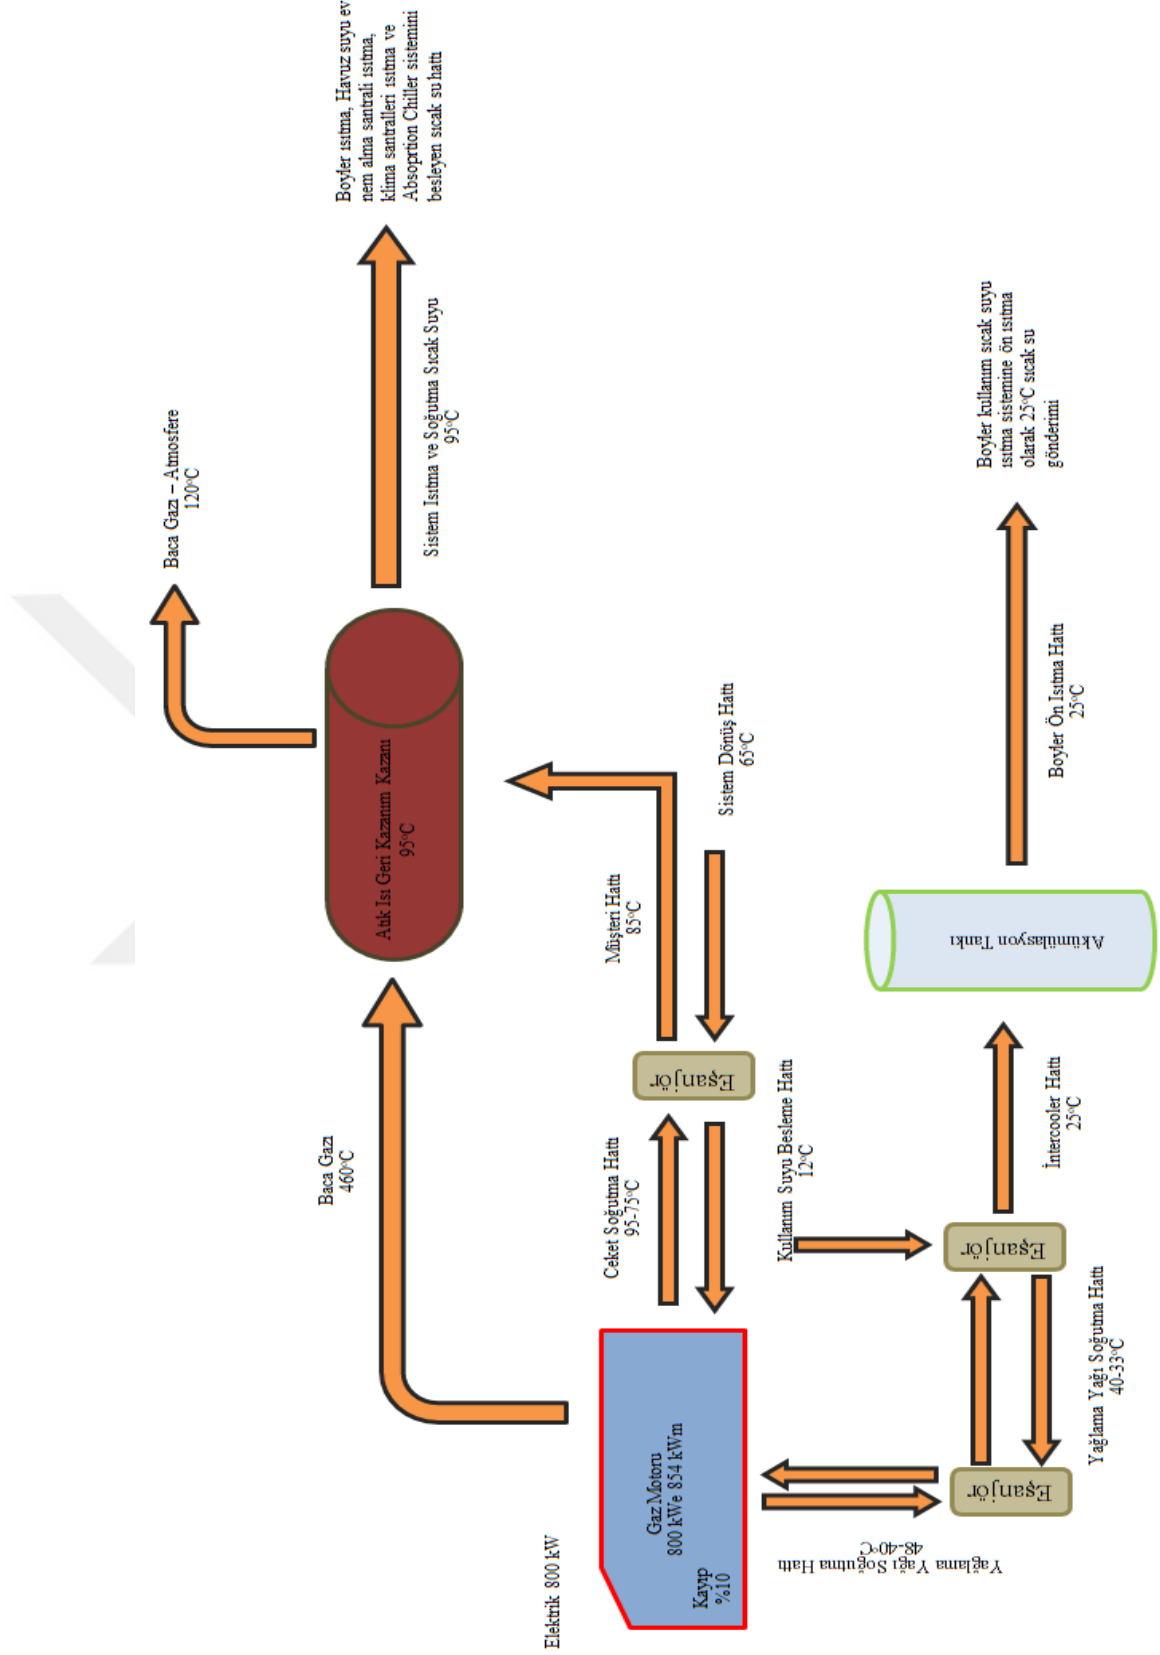 Boyler ısıtma, Havuz suyu ev
nem alma santrali ısıtma,
klima santralleri ısıtma ve
Absoprtion Chiller sistemini
besleyen sıcak su hattı
Baca Gazı – Atmosfere
120°C
Sistem Isıtma ve Soğutma Sıcak Suyu
95°C
Atık Isı Geri Kazanım Kazanı
95°C
Baca Gazı
460°C
Müşteri Hattı
85°C
Sistem Dönüş Hattı
65°C
Eşanjör
Ceket Soğutma Hattı
95-75°C
Elektrik 800 kW
Gaz Motoru
800 kWe 854 kWm
Kayıp
%10
Kullanım Suyu Besleme Hattı
12°C
Boyler kullanım sıcak suyu
ısıtma sistemine ön ısıtma
olarak 25°C sıcak su
gönderimi
Boyler Ön Isıtma Hattı
25°C
Akümülasyon Tankı
İntercooler Hattı
25°C
Eşanjör
Yağlama Yağı Soğutma Hattı
40-33°C
Eşanjör
Yağlama Yağı Soğutma Hattı
48-40°C